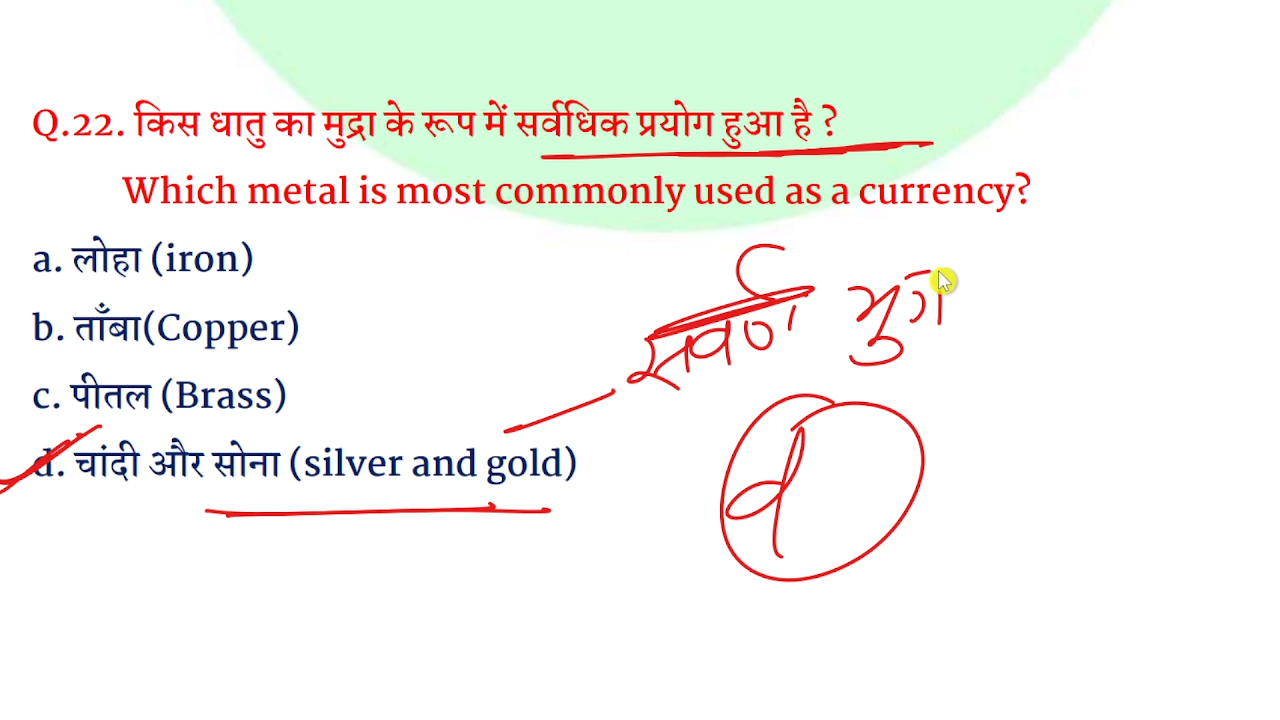 Q.22. किस धातु का मुद्रा के रूप में सर्वाधिक प्रयोग हुआ है ?
Which metal is most commonly used as a currency?
a. लोहा (iron)
b. ताँबा(Copper)
c. पीतल (Brass)
d. चांदी और सोना (silver and gold)
d